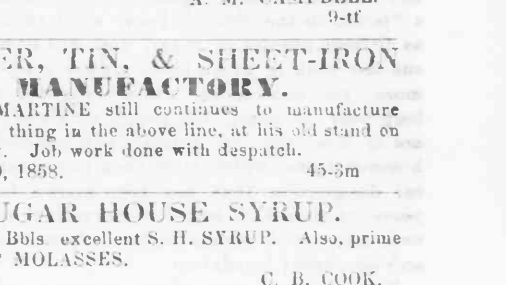 A. M. CAMPBELL.
9-tf
ER, TIN, & SHEET-IRON
MANUFACTORY.
MARTINE still continues to manufacture
thing in the above line, at his old stand on
Job work done with despatch.
, 1858. 45-3m
UGAR HOUSE SYRUP.
Bbls. excellent S. H. SYRUP. Also, prime
MOLASSES.
C. B. COOK.